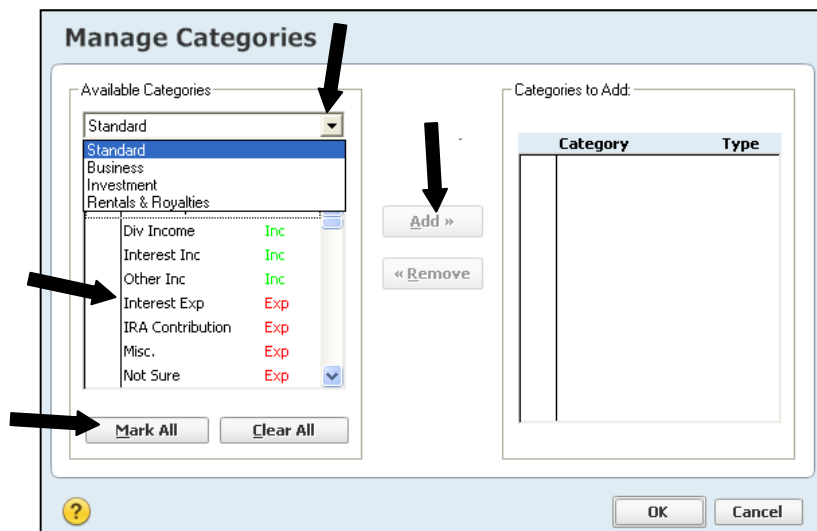 Manage Categories
Available Categories
Standard
Standard
Business
Investment
Rentals & Royalties
Div Income Inc
Interest Inc Inc
Other Inc Inc
Interest Exp Exp
IRA Contribution Exp
Misc. Exp
Not Sure Exp
Mark All Clear All
Add »
« Remove
Categories to Add:
Category Type
? OK Cancel